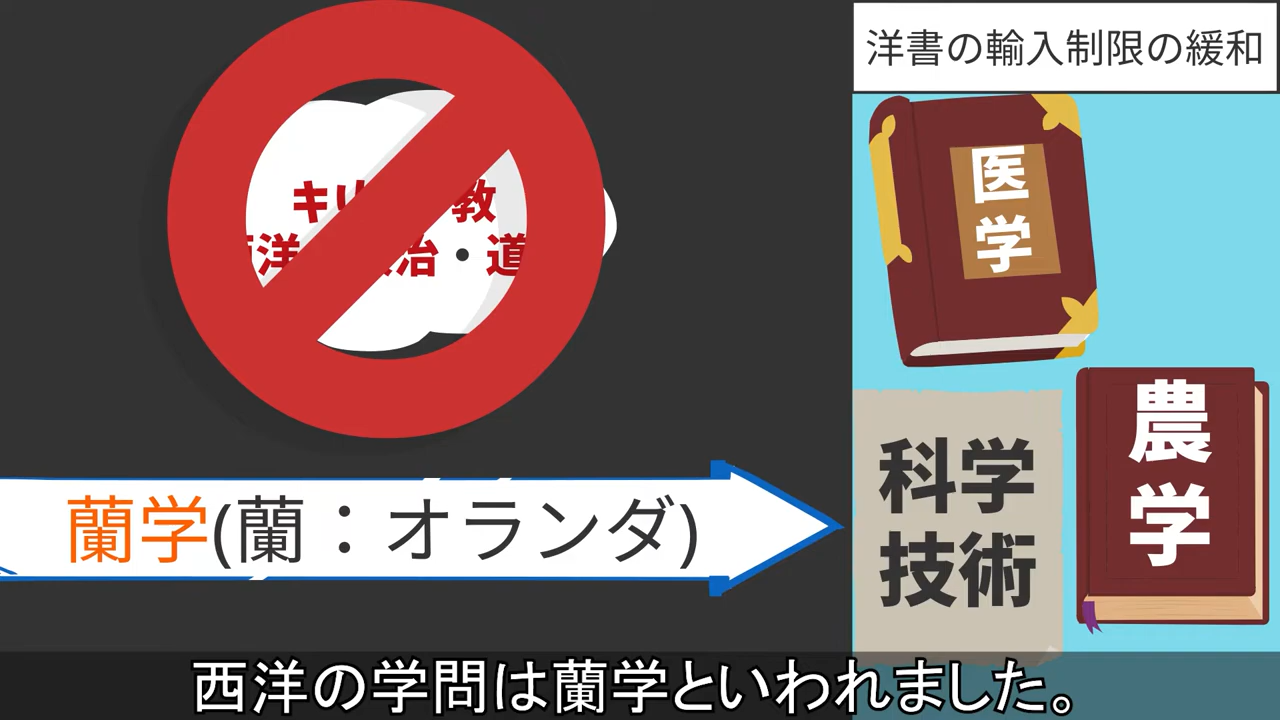 洋書の輸入制限の緩和
教
洋 治・道
医学
農学
科学
技術
蘭学(蘭：オランダ)
西洋の学問は蘭学といわれました。